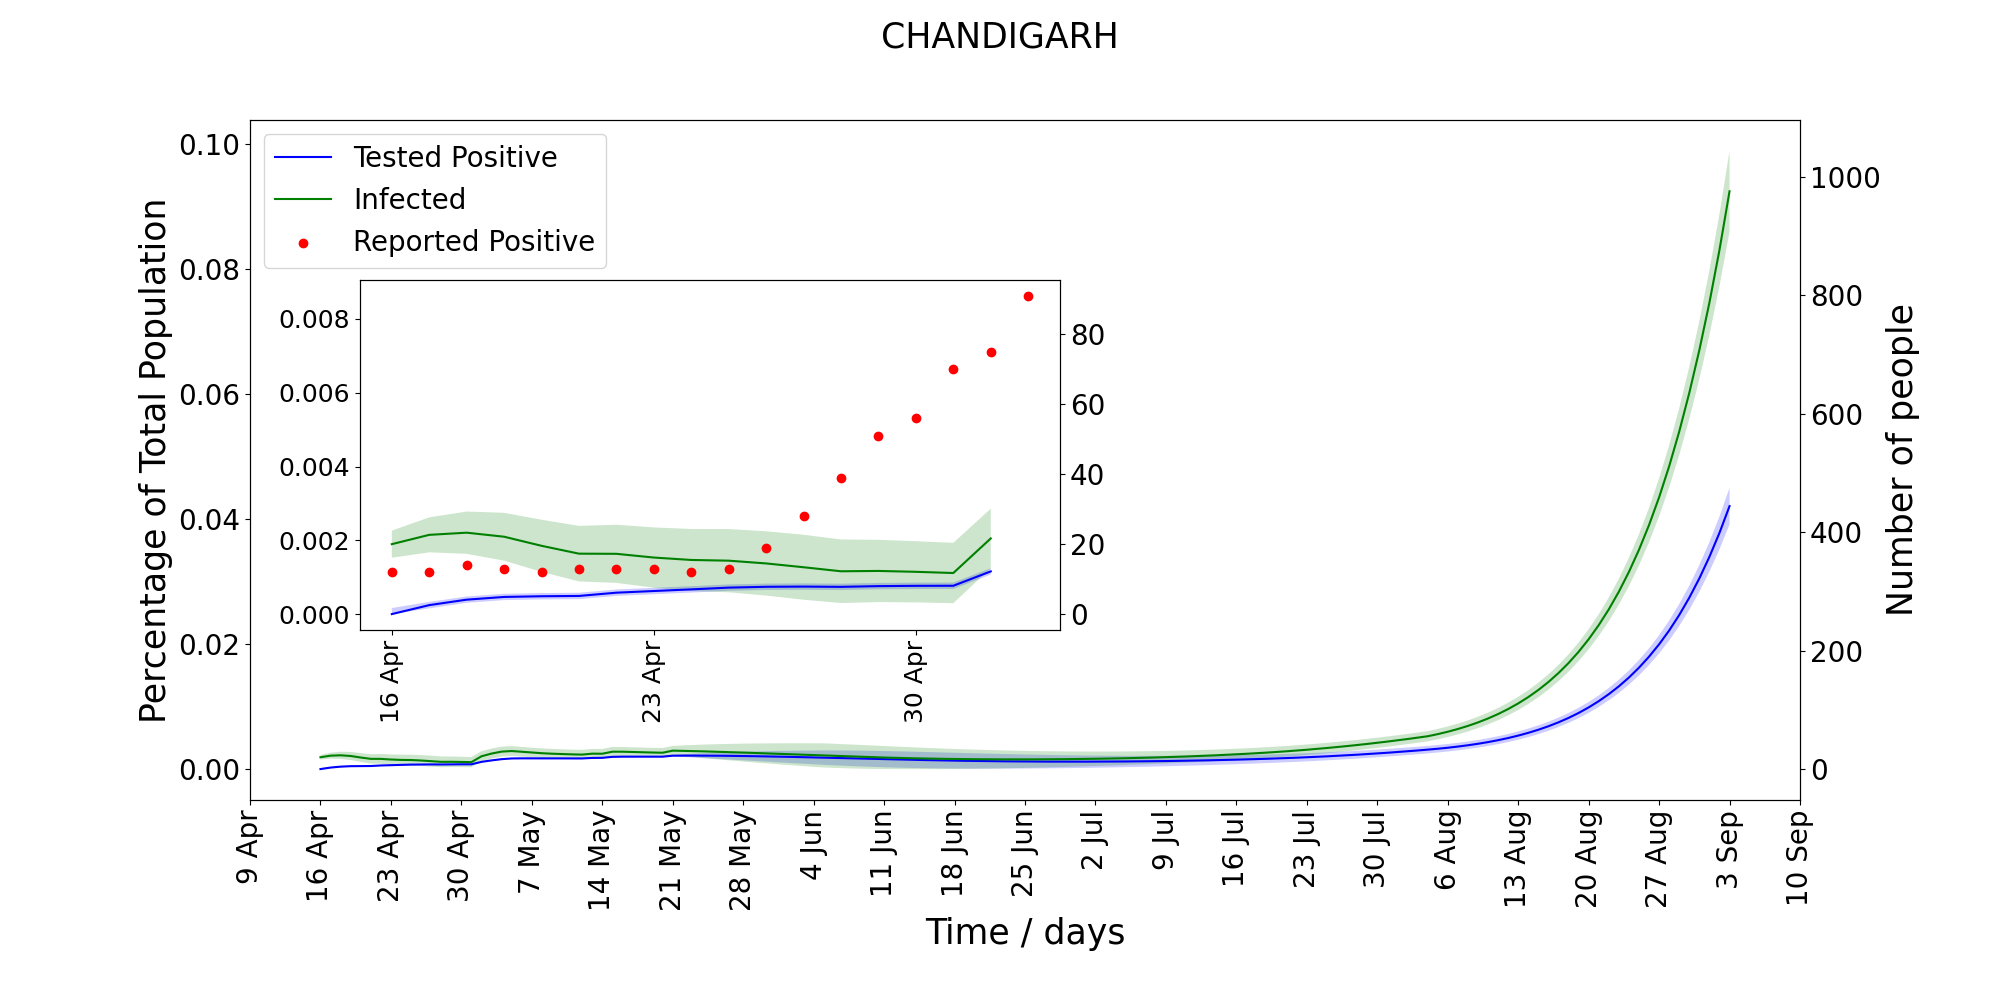 CHANDIGARH
Tested Positive
Infected
Reported Positive
Percentage of Total Population
0.10
0.08
0.06
0.04
0.02
0.00
0.008
0.006
0.004
0.002
0.000
80
60
40
20
0
16 Apr
23 Apr
30 Apr
1000
800
600
400
200
0
Number of people
9 Apr
16 Apr
23 Apr
30 Apr
7 May
14 May
21 May
28 May
4 Jun
11 Jun
18 Jun
25 Jun
2 Jul
9 Jul
16 Jul
23 Jul
30 Jul
6 Aug
13 Aug
20 Aug
27 Aug
3 Sep
10 Sep
Time / days